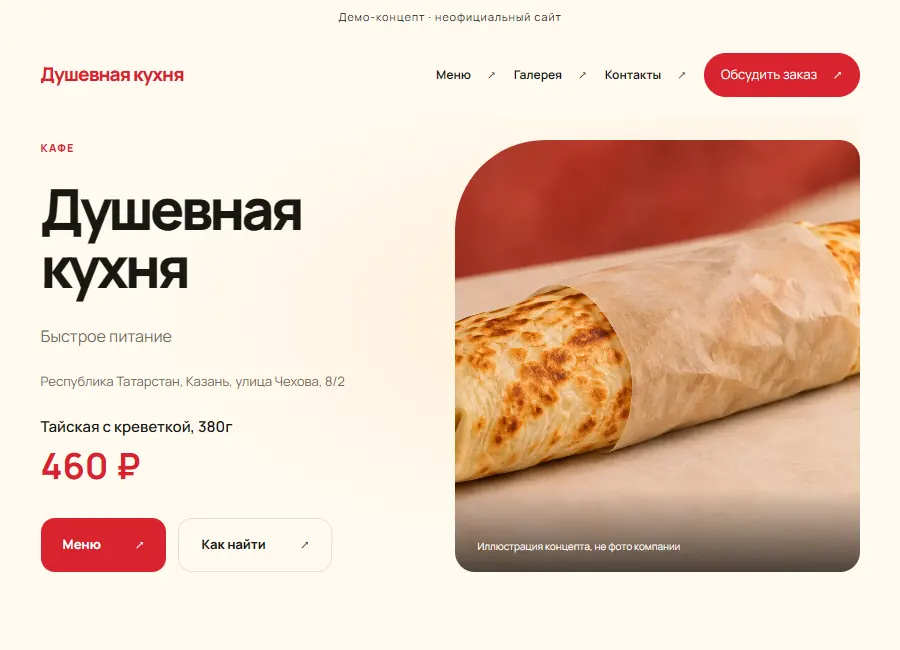 Демо-концепт · неофициальный сайт
Душевная кухня
Меню ↗ Галерея ↗ Контакты ↗ Обсудить заказ ↗
КАФЕ
Душевная
кухня
Быстрое питание
Республика Татарстан, Казань, улица Чехова, 8/2
Тайская с креветкой, 380г
460 ₽
Меню ↗ Как найти ↗
Иллюстрация концепта, не фото компании